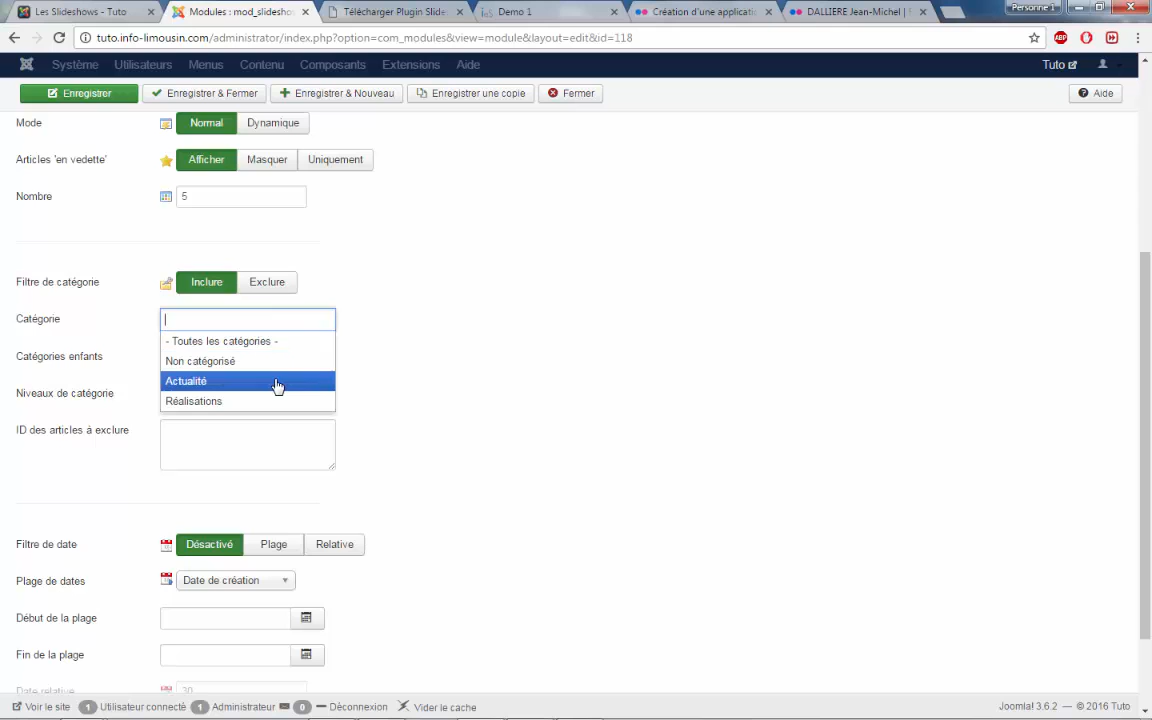 Les Slideshows - Tuto
Modules : mod_slidesho
Télécharger Plugin Slide
Demo 1
Création d'une applicati
DALLIERE Jean-Michel |
Personne 1
tuto.info-limousin.com/administrator/index.php?option=com_modules&view=module&layout=edit&id=118
ABP
Système Utilisateurs Menus Contenu Composants Extensions Aide
Tuto
Enregistrer
Enregistrer & Fermer
Enregistrer & Nouveau
Enregistrer une copie
Fermer
Aide
Mode
Normal Dynamique
Articles 'en vedette'
Afficher Masquer Uniquement
Nombre
5
Filtre de catégorie
Inclure Exclure
Catégorie
- Toutes les catégories -
Catégories enfants
Non catégorisé
Actualité
Niveaux de catégorie
Réalisations
ID des articles à exclure
Filtre de date
Désactivé Plage Relative
Plage de dates
Date de création
Début de la plage
Fin de la plage
Date relative
30
Voir le site
1 Utilisateur connecté
1 Administrateur
0
Déconnexion
Vider le cache
Joomla! 3.6.2 — © 2016 Tuto